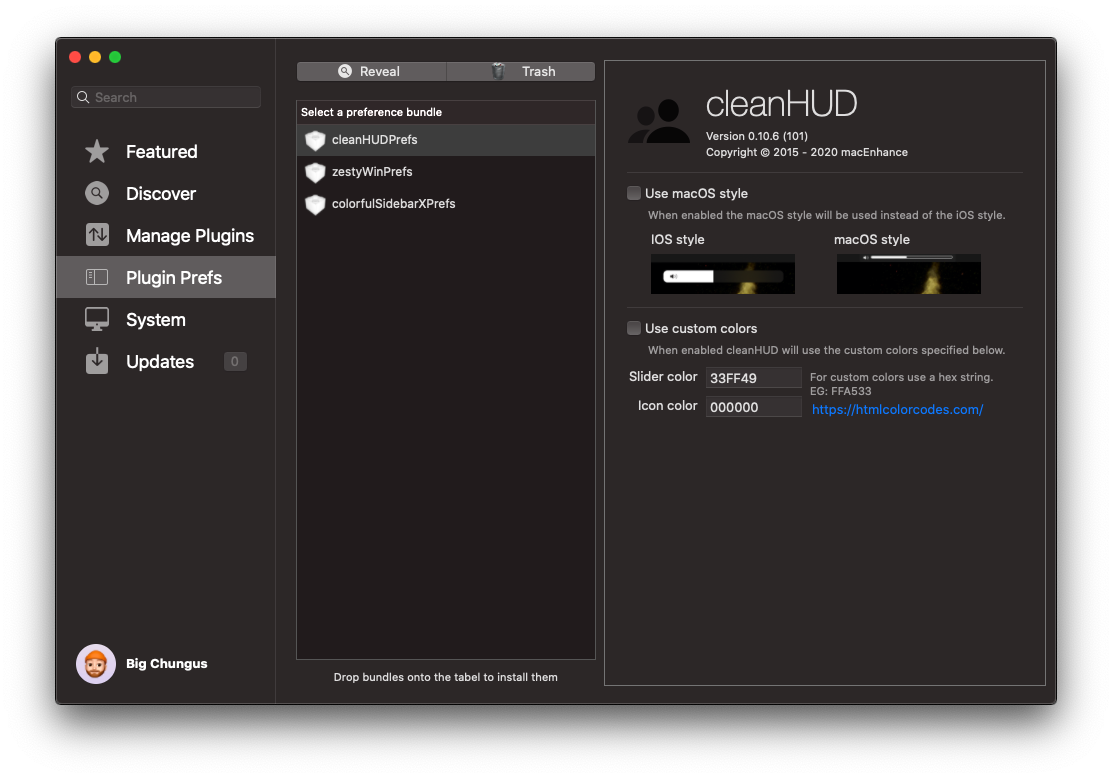 Search
Featured
Discover
Manage Plugins
Plugin Prefs
System
Updates 0
Big Chungus
Reveal Trash
Select a preference bundle
cleanHUDPrefs
zestyWinPrefs
colorfulSidebarXPrefs
Drop bundles onto the tabel to install them
cleanHUD
Version 0.10.6 (101)
Copyright © 2015 - 2020 macEnhance
Use macOS style
When enabled the macOS style will be used instead of the iOS style.
IOS style macOS style
Use custom colors
When enabled cleanHUD will use the custom colors specified below.
Slider color 33FF49 For custom colors use a hex string.
EG: FFA533
Icon color 000000 https://htmlcolorcodes.com/